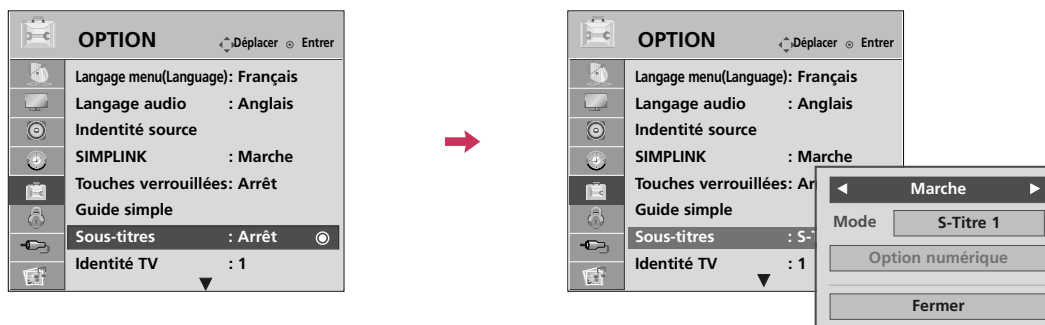 OPTION Déplacer Entrer
Langage menu(Language): Français
Langage audio : Anglais
Indentité source
SIMPLINK : Marche
Touches verrouillées: Arrêt
Guide simple
Sous-titres : Arrêt
Identité TV : 1
OPTION Déplacer Entrer
Langage menu(Language): Français
Langage audio : Anglais
Indentité source
SIMPLINK : Marche
Touches verrouillées: Ar
Guide simple
Sous-titres : S-T
Identité TV : 1
Marche
Mode S-Titre 1
Option numérique
Fermer